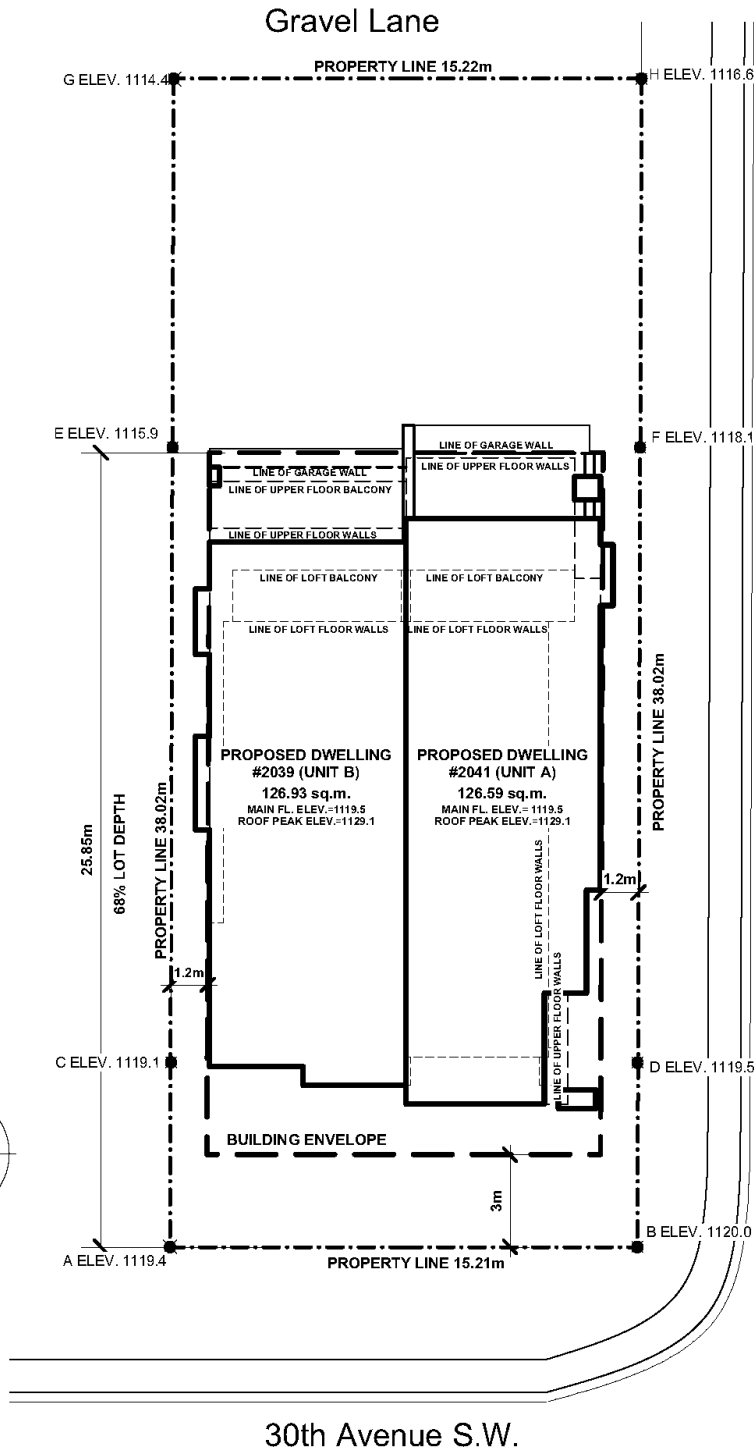 Gravel Lane
PROPERTY LINE 15.22m
G ELEV. 1114.4
H ELEV. 1116.6
E ELEV. 1115.9
F ELEV. 1118.1
LINE OF GARAGE WALL
LINE OF UPPER FLOOR WALLS
LINE OF GARAGE WALL
LINE OF UPPER FLOOR BALCONY
LINE OF UPPER FLOOR WALLS
LINE OF LOFT BALCONY
LINE OF LOFT BALCONY
LINE OF LOFT FLOOR WALLS
LINE OF LOFT FLOOR WALLS
PROPOSED DWELLING
#2039 (UNIT B)
126.93 sq.m.
MAIN FL. ELEV.=1119.5
ROOF PEAK ELEV.=1129.1
PROPOSED DWELLING
#2041 (UNIT A)
126.59 sq.m.
MAIN FL. ELEV.= 1119.5
ROOF PEAK ELEV.=1129.1
PROPERTY LINE 38.02m
25.85m
68% LOT DEPTH
PROPERTY LINE 38.02m
LINE OF LOFT FLOOR WALLS
LINE OF UPPER FLOOR WALLS
1.2m
1.2m
C ELEV. 1119.1
D ELEV. 1119.5
BUILDING ENVELOPE
3m
A ELEV. 1119.4
B ELEV. 1120.0
PROPERTY LINE 15.21m
30th Avenue S.W.